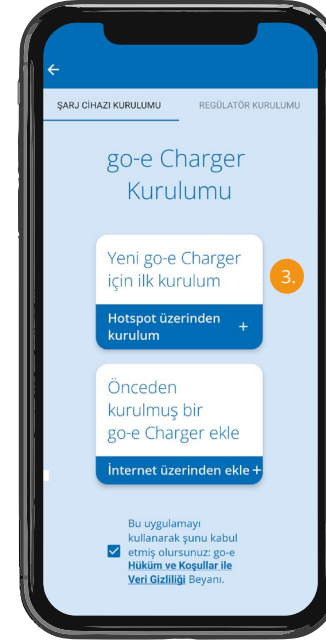 ŞARJ CİHAZI KURULUMU REGÜLATÖR KURULUMU
go-e Charger
Kurulumu
Yeni go-e Charger
için ilk kurulum
3.
Hotspot üzerinden
kurulum +
Önceden
kurulmuş bir
go-e Charger ekle
İnternet üzerinden ekle +
Bu uygulamayı
kullanarak şunu kabul
etmiş olursunuz: go-e
Hüküm ve Koşullar ile
Veri Gizliliği Beyanı.